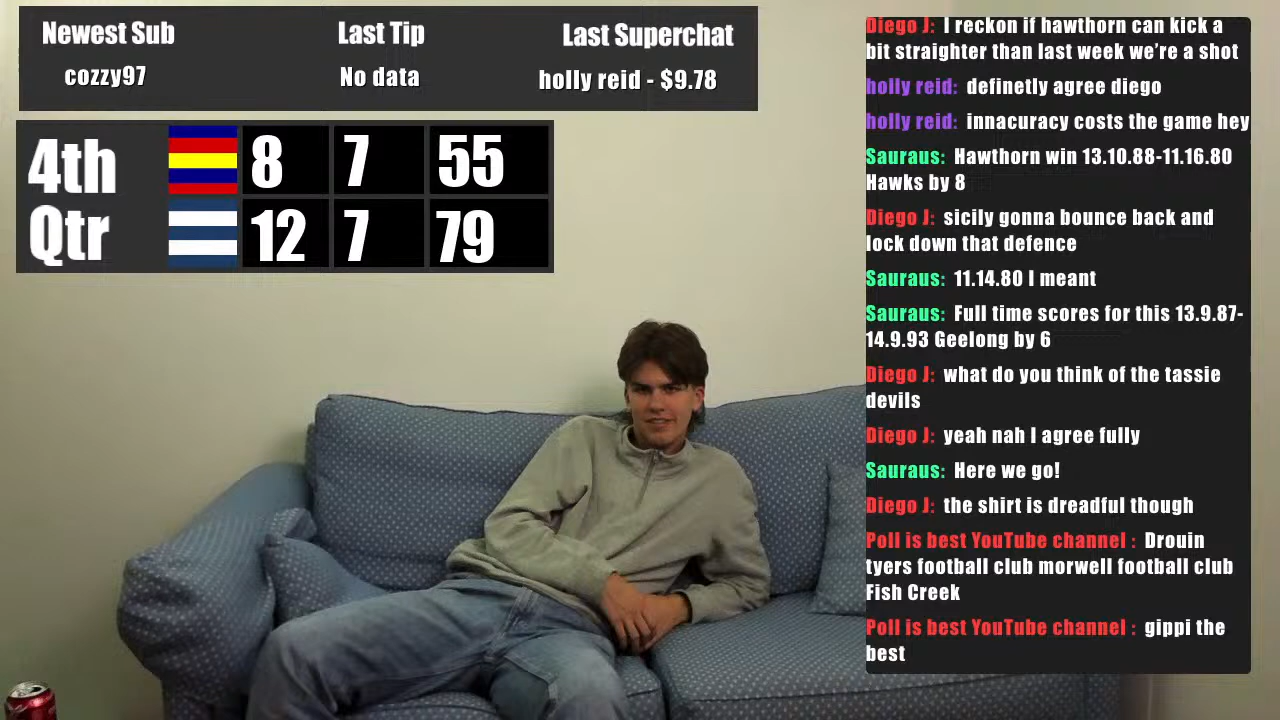 Newest Sub
Last Tip
Last Superchat
cozzy97
No data
holly reid - $9.78
4th
8 7 55
Qtr
12 7 79
Diego J: I reckon if hawthorn can kick a
bit straighter than last week we're a shot
holly reid: definetly agree diego
holly reid: innacuracy costs the game hey
Sauraus: Hawthorn win 13.10.88-11.16.80
Hawks by 8
Diego J: sicily gonna bounce back and
lock down that defence
Sauraus: 11.14.80 I meant
Sauraus: Full time scores for this 13.9.87-
14.9.93 Geelong by 6
Diego J: what do you think of the tassie
devils
Diego J: yeah nah I agree fully
Sauraus: Here we go!
Diego J: the shirt is dreadful though
Poll is best YouTube channel : Drouin
tyers football club morwell football club
Fish Creek
Poll is best YouTube channel : gippi the
best